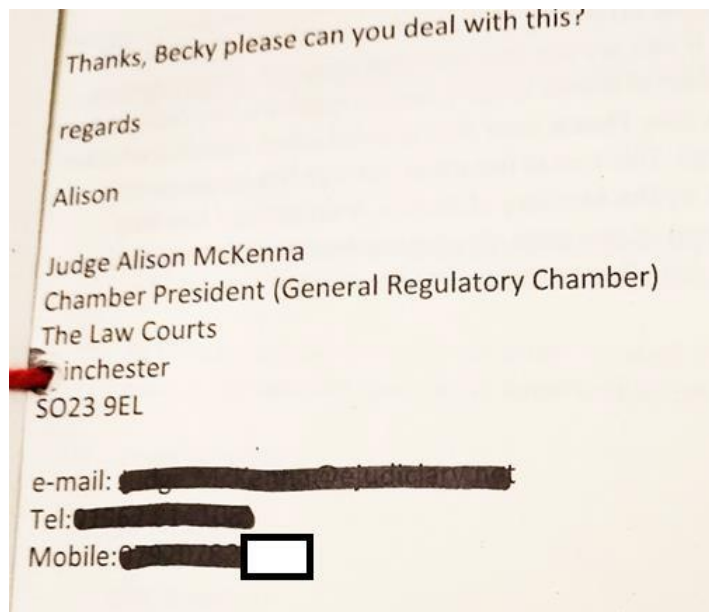 Thanks, Becky please can you deal with this?
regards
Alison
Judge Alison McKenna
Chamber President (General Regulatory Chamber)
The Law Courts
inchester
SO23 9EL
e-mail:
Tel:
Mobile: